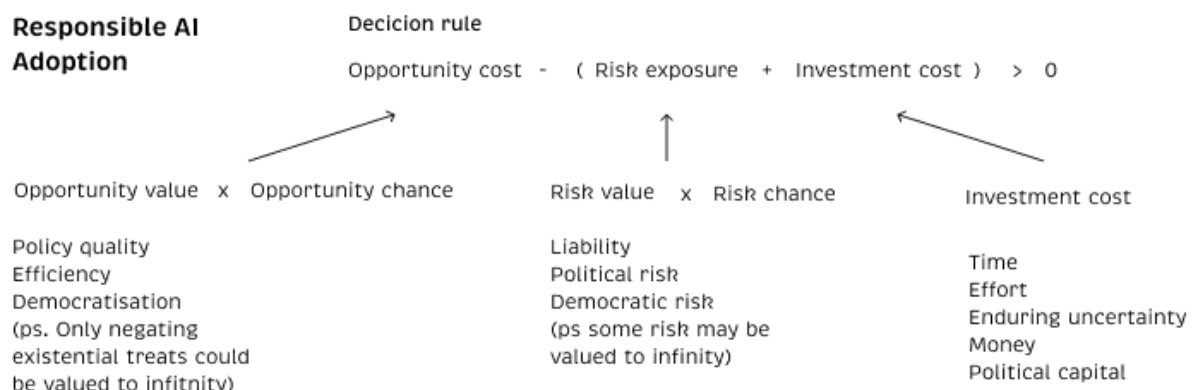 Responsible AI
Adoption
Decicion rule
Opportunity cost - ( Risk exposure + Investment cost ) > 0
Opportunity value x Opportunity chance
Policy quality
Efficiency
Democratisation
(ps. Only negating
existential treats could
be valued to infitnity)
Risk value x Risk chance
Liability
Political risk
Democratic risk
(ps some risk may be
valued to infinity)
Investment cost
Time
Effort
Enduring uncertainty
Money
Political capital